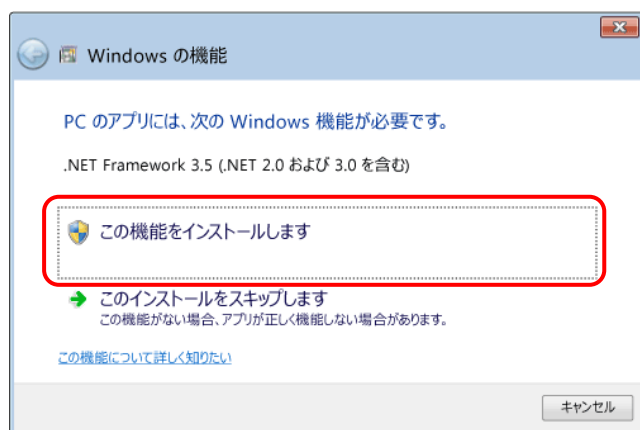 Windows の機能
PC のアプリには、次の Windows 機能が必要です。
.NET Framework 3.5 (.NET 2.0 および 3.0 を含む)
この機能をインストールします
このインストールをスキップします
この機能がない場合、アプリが正しく機能しない場合があります。
この機能について詳しく知りたい
キャンセル